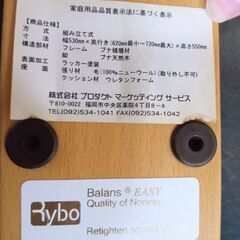 家庭用品品質表示法に基づく表示
【商品仕様】
方式 組み立て式
寸法 幅530mm×奥行き(620mm最小~720mm最大)×高さ550mm
構造部材 フレーム ブナ積層材
脚 ブナ天然木
表面加工 ラッカー塗装
座部 張り材 毛(100%ニューウール)(取り外し不可)
クッション材 ウレタンフォーム
株式会社 プロダクト マーケッティング サービス
〒810-0022 福岡市中央区薬院4丁目8-4
TEL(092)534-1041 FAX(092)534-1042
Rybo
Balans® EASY
Quality of Norway
Retighten screws